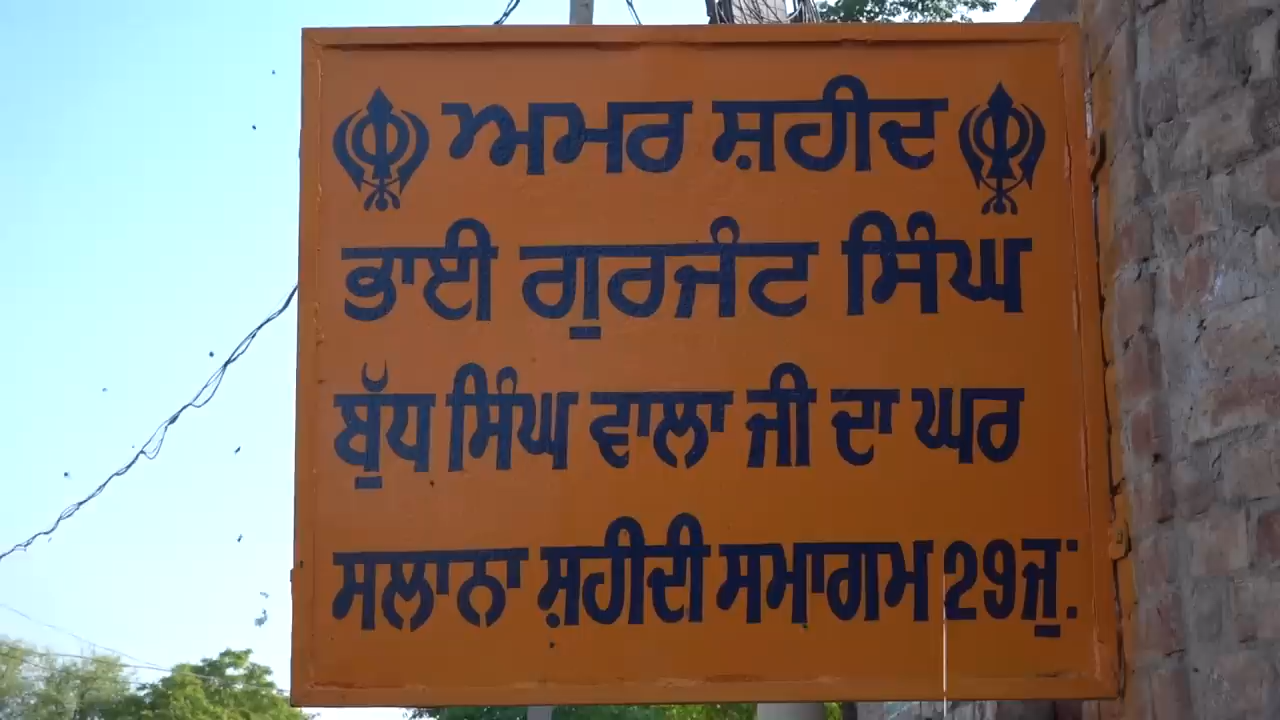 ਅਮਰ ਸ਼ਹੀਦ
ਭਾਈ ਗੁਰਜੰਟ ਸਿੰਘ
ਬੁੱਧ ਸਿੰਘ ਵਾਲਾ ਜੀ ਦਾ ਘਰ
ਸਲਾਨਾ ਸ਼ਹੀਦੀ ਸਮਾਗਮ 29ਜੁ: